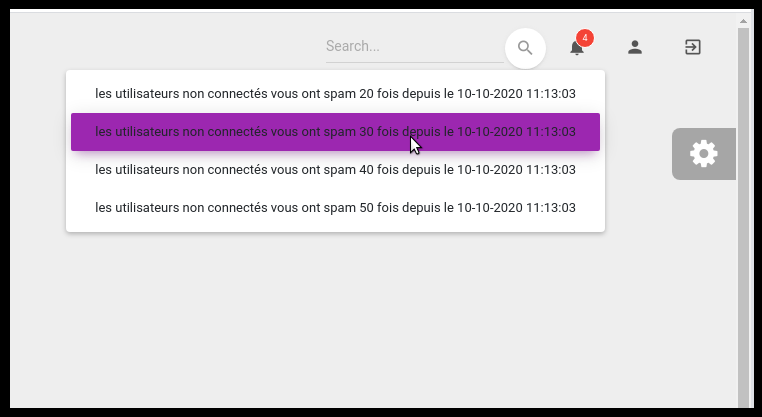 Search...
4
les utilisateurs non connectés vous ont spam 20 fois depuis le 10-10-2020 11:13:03
les utilisateurs non connectés vous ont spam 30 fois depuis le 10-10-2020 11:13:03
les utilisateurs non connectés vous ont spam 40 fois depuis le 10-10-2020 11:13:03
les utilisateurs non connectés vous ont spam 50 fois depuis le 10-10-2020 11:13:03